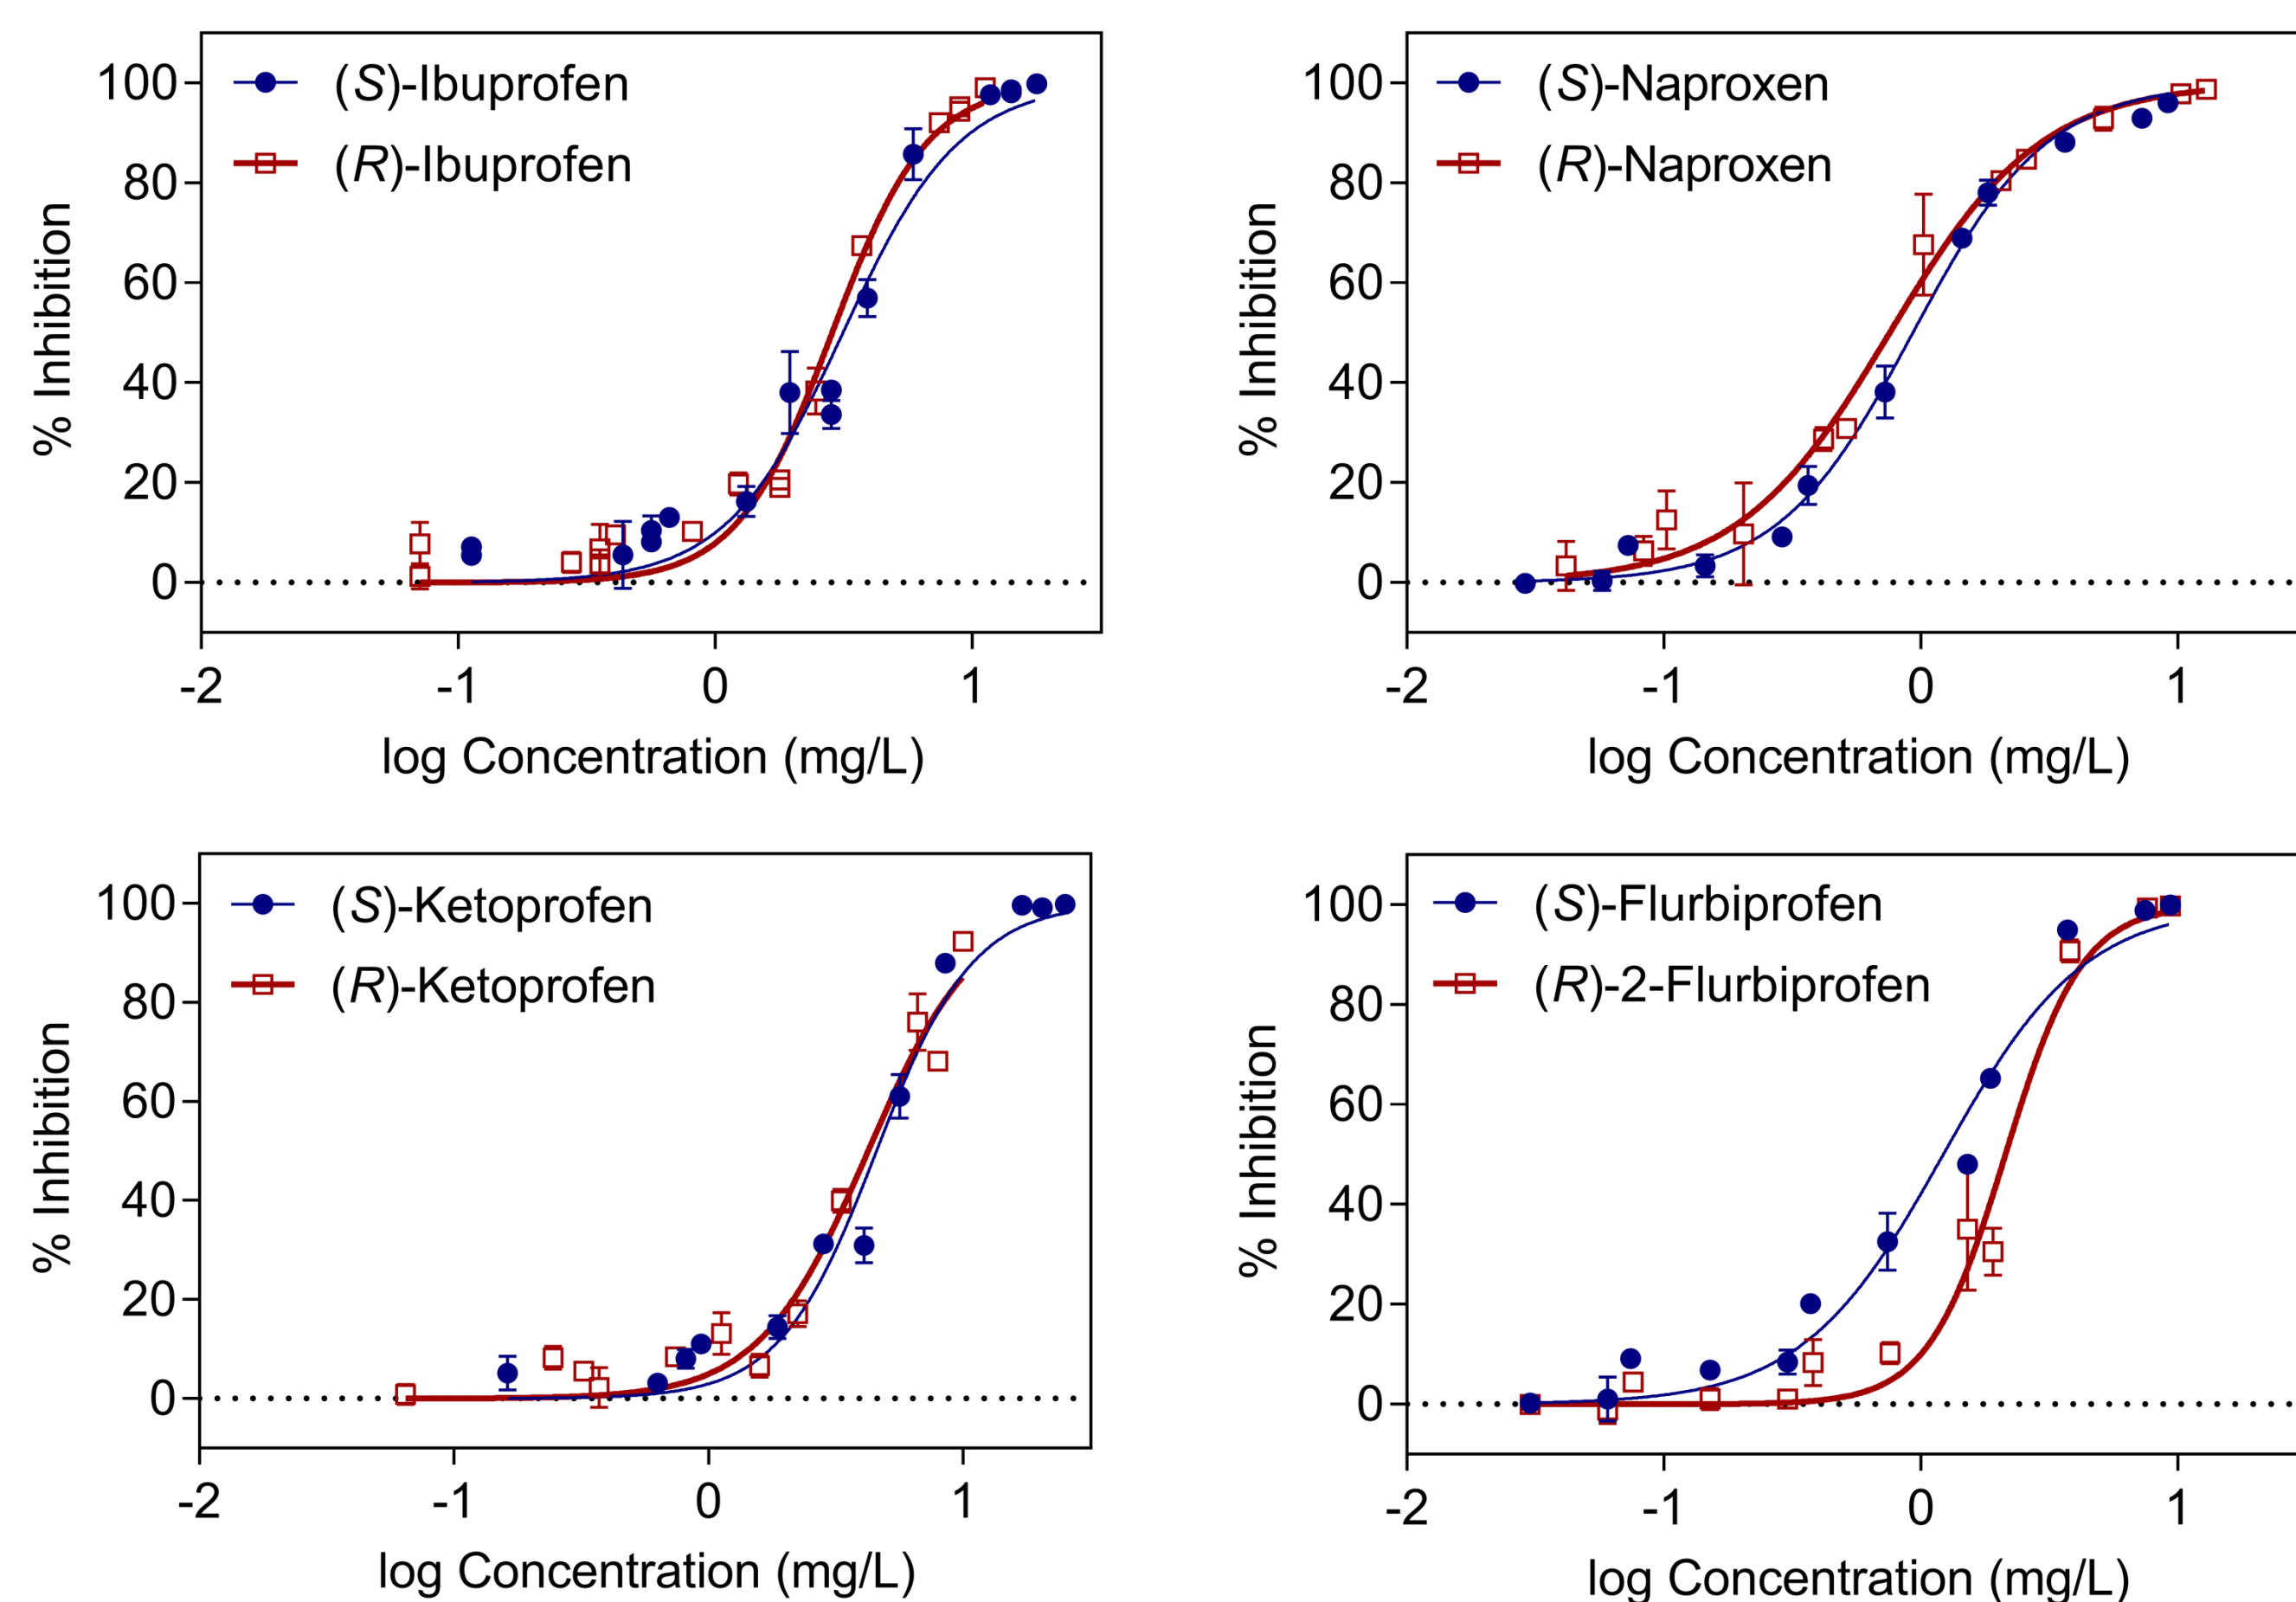 (S)-Ibuprofen
(R)-Ibuprofen
% Inhibition
100
80
60
40
20
0
-2 -1 0 1
log Concentration (mg/L)
(S)-Naproxen
(R)-Naproxen
% Inhibition
100
80
60
40
20
0
-2 -1 0 1
log Concentration (mg/L)
(S)-Ketoprofen
(R)-Ketoprofen
% Inhibition
100
80
60
40
20
0
-2 -1 0 1
log Concentration (mg/L)
(S)-Flurbiprofen
(R)-2-Flurbiprofen
% Inhibition
100
80
60
40
20
0
-2 -1 0 1
log Concentration (mg/L)